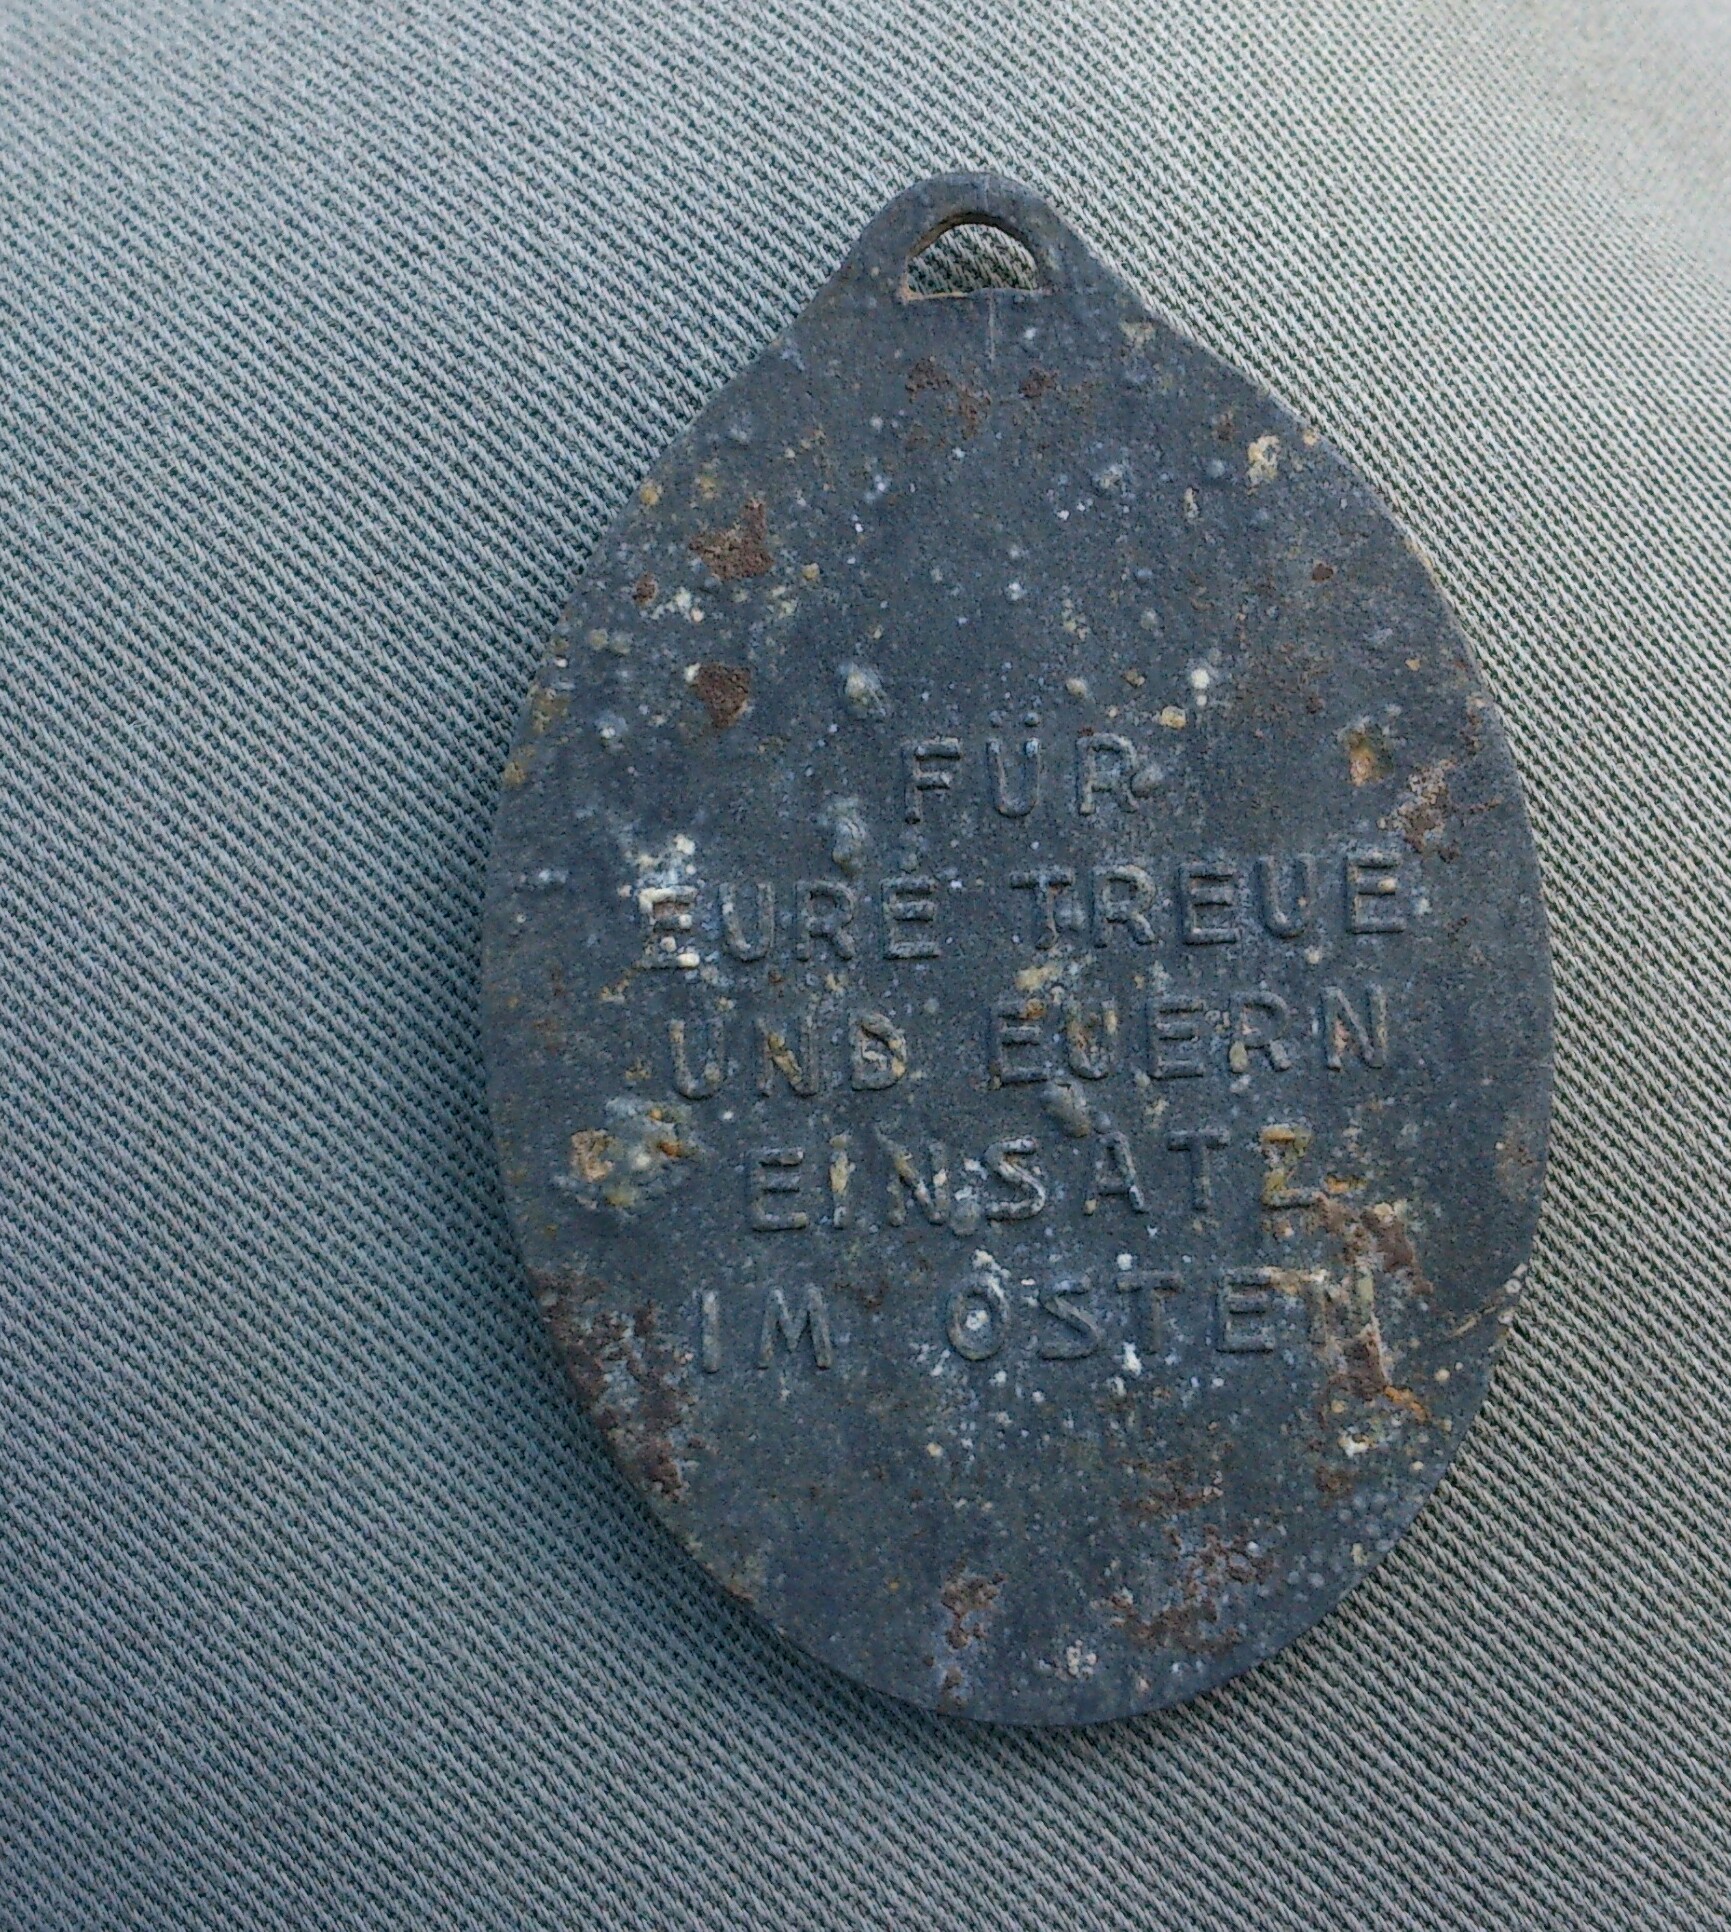 FÜR
EURE TREUE
UND EUERN
EINSATZ
IM OSTEN